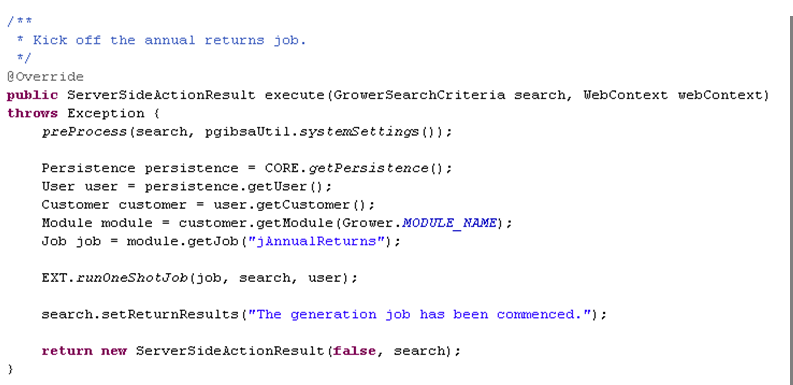 /**
 * Kick off the annual returns job.
 */
@Override
public ServerSideActionResult execute(GrowerSearchCriteria search, WebContext webContext)
throws Exception {
    preProcess(search, pgibsaUtil.systemSettings());

    Persistence persistence = CORE.getPersistence();
    User user = persistence.getUser();
    Customer customer = user.getCustomer();
    Module module = customer.getModule(Grower.MODULE_NAME);
    Job job = module.getJob("jAnnualReturns");

    EXT.runOneShotJob(job, search, user);

    search.setReturnResults("The generation job has been commenced.");

    return new ServerSideActionResult(false, search);
}